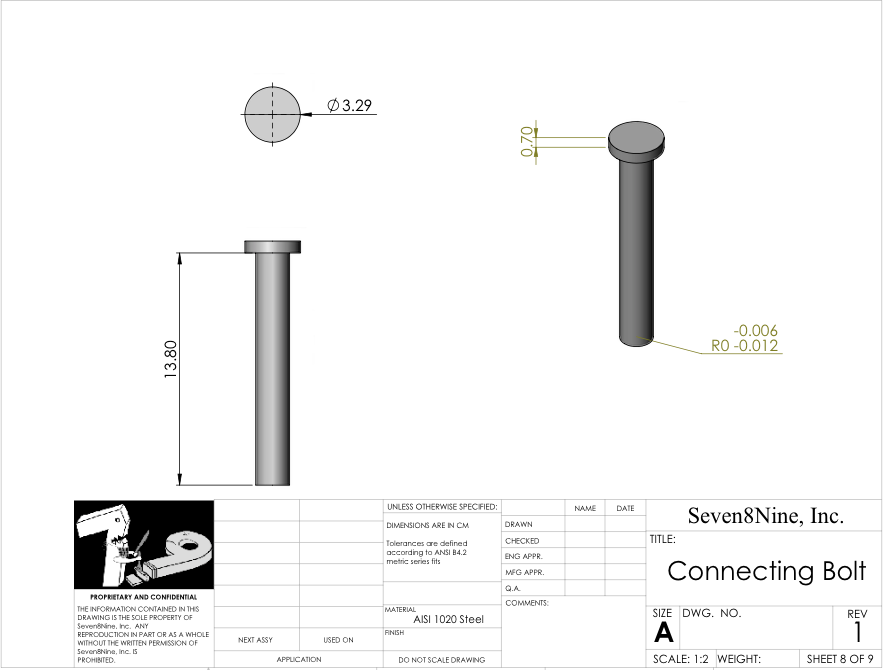 Ø3.29
0.70
13.80
-0.006
R0 -0.012
PROPRIETARY AND CONFIDENTIAL
THE INFORMATION CONTAINED IN THIS
DRAWING IS THE SOLE PROPERTY OF
Seven8Nine, Inc. ANY
REPRODUCTION IN PART OR AS A WHOLE
WITHOUT THE WRITTEN PERMISSION OF
Seven8Nine, Inc. IS
PROHIBITED.
NEXT ASSY
USED ON
APPLICATION
UNLESS OTHERWISE SPECIFIED:
DIMENSIONS ARE IN CM
Tolerances are defined
according to ANSI B4.2
metric series fits
MATERIAL
AISI 1020 Steel
FINISH
DO NOT SCALE DRAWING
NAME
DATE
DRAWN
CHECKED
ENG APPR.
MFG APPR.
Q.A.
COMMENTS:
Seven8Nine, Inc.
TITLE:
Connecting Bolt
SIZE
A
DWG. NO.
REV
1
SCALE: 1:2
WEIGHT:
SHEET 8 OF 9